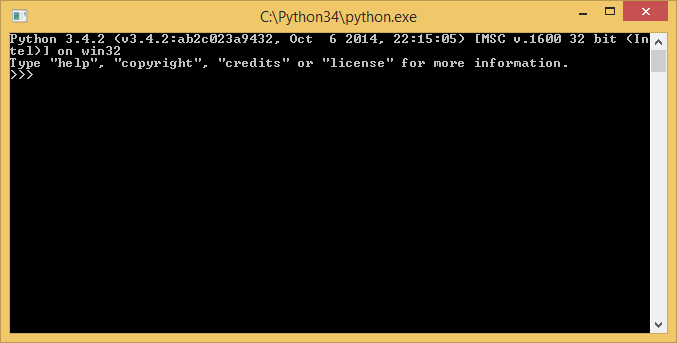 C:\Python34\python.exe
Python 3.4.2 (v3.4.2:ab2c023a9432, Oct  6 2014, 22:15:05) [MSC v.1600 32 bit (In
tel)] on win32
Type "help", "copyright", "credits" or "license" for more information.
>>>